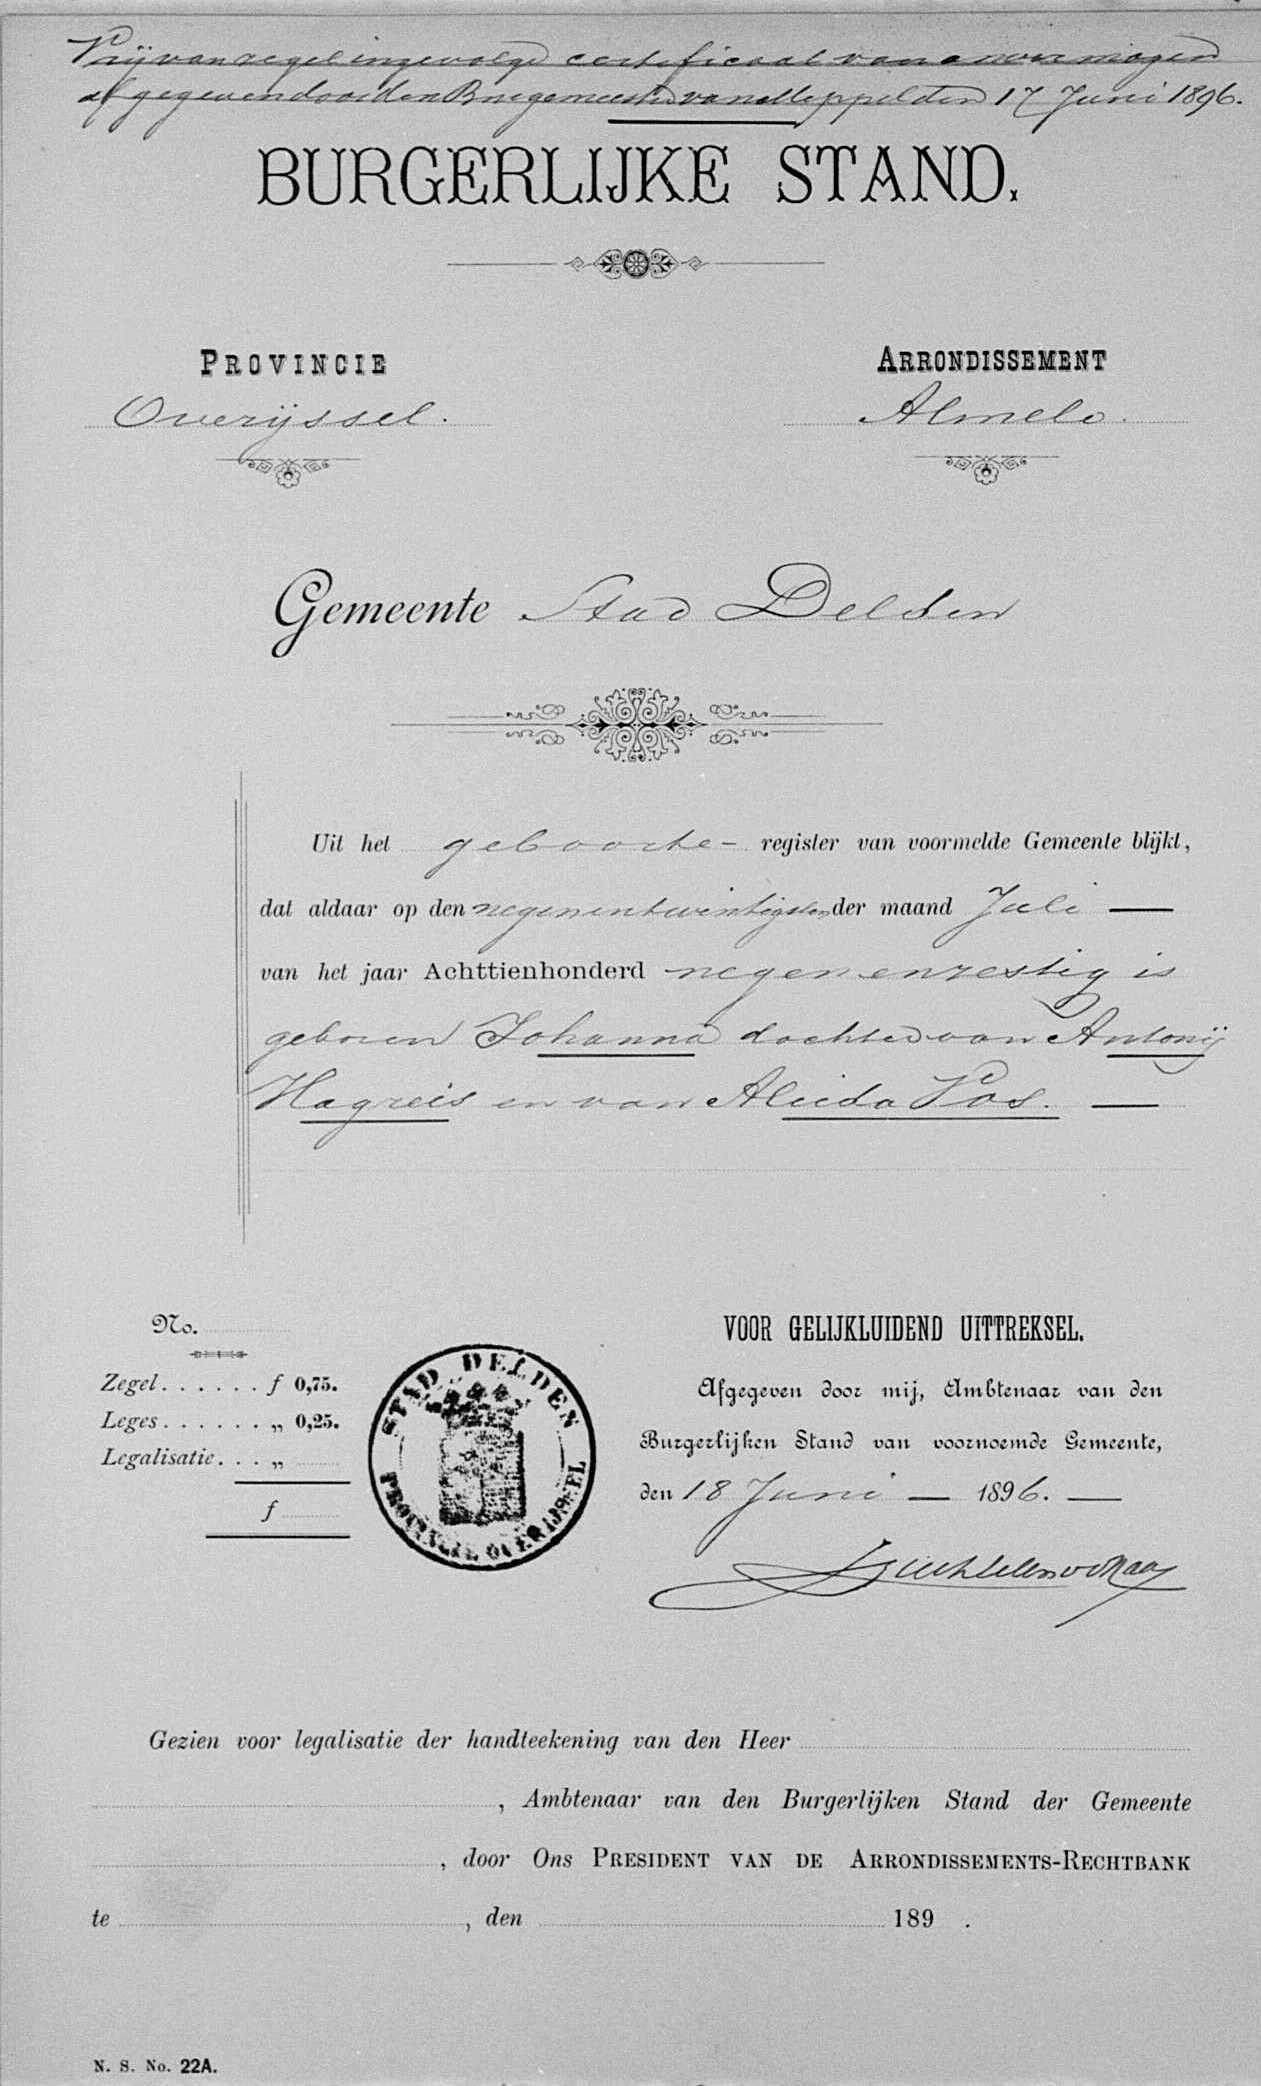 Vrij van zegel ingevolge certificaat van onvermogen
afgegeven door den Burgemeester van Meppel den 17 Juni 1896.
BURGERLIJKE STAND.
PROVINCIE
Overijssel.
ARRONDISSEMENT
Almelo.
Gemeente Stad Delden
Uit het geboorte- register van voormelde Gemeente blijkt,
dat aldaar op den negenentwintigsten der maand Juli —
van het jaar Achttienhonderd negenenzestig is
geboren Johanna dochter van Antonij
Hagreis en van Alieda Vos. —
No.
Zegel. . . . . . f 0,75.
Leges. . . . . . „ 0,25.
Legalisatie. . . „
f
STAD DELDEN
PROVINCIE OVERIJSSEL
VOOR GELIJKLUIDEND UITTREKSEL.
Afgegeven door mij, Ambtenaar van den
Burgerlijken Stand van voornoemde Gemeente,
den 18 Juni — 1896. —
Gezien voor legalisatie der handteekening van den Heer
, Ambtenaar van den Burgerlijken Stand der Gemeente
, door Ons PRESIDENT VAN DE ARRONDISSEMENTS-RECHTBANK
te , den 189 .
N. S. No. 22A.